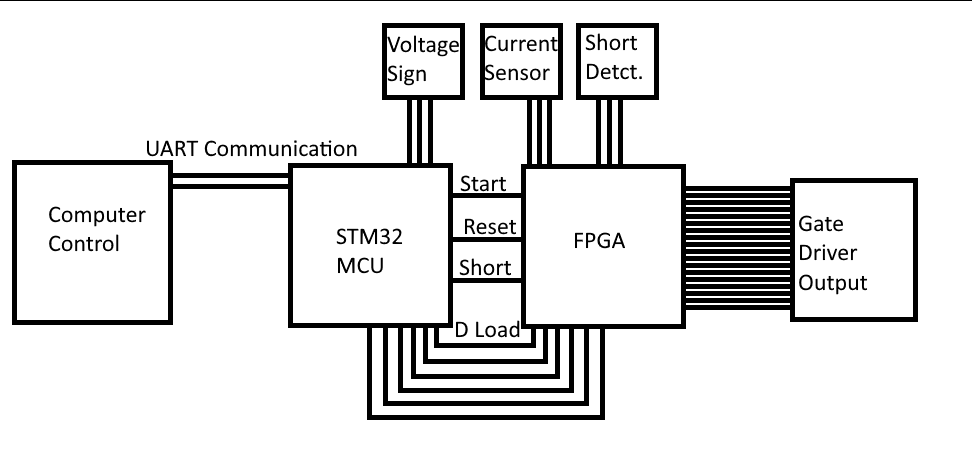 Voltage
Sign
Current
Sensor
Short
Detct.
UART Communication
Computer
Control
STM32
MCU
Start
Reset
Short
D Load
FPGA
Gate
Driver
Output